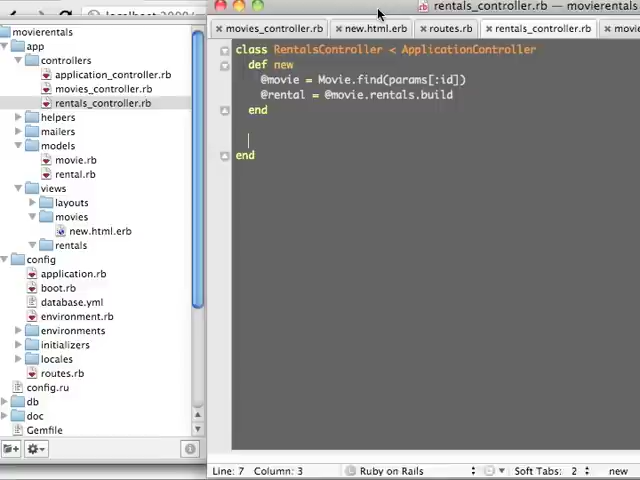 rentals_controller.rb — movierentals
movierentals
app
controllers
application_controller.rb
movies_controller.rb
rentals_controller.rb
helpers
mailers
models
movie.rb
rental.rb
views
layouts
movies
new.html.erb
rentals
config
application.rb
boot.rb
database.yml
environment.rb
environments
initializers
locales
routes.rb
config.ru
db
doc
Gemfile
movies_controller.rb
new.html.erb
routes.rb
rentals_controller.rb
movie
class RentalsController < ApplicationController
def new
@movie = Movie.find(params[:id])
@rental = @movie.rentals.build
end
end
Line: 7 Column: 3
Ruby on Rails
Soft Tabs: 2
new